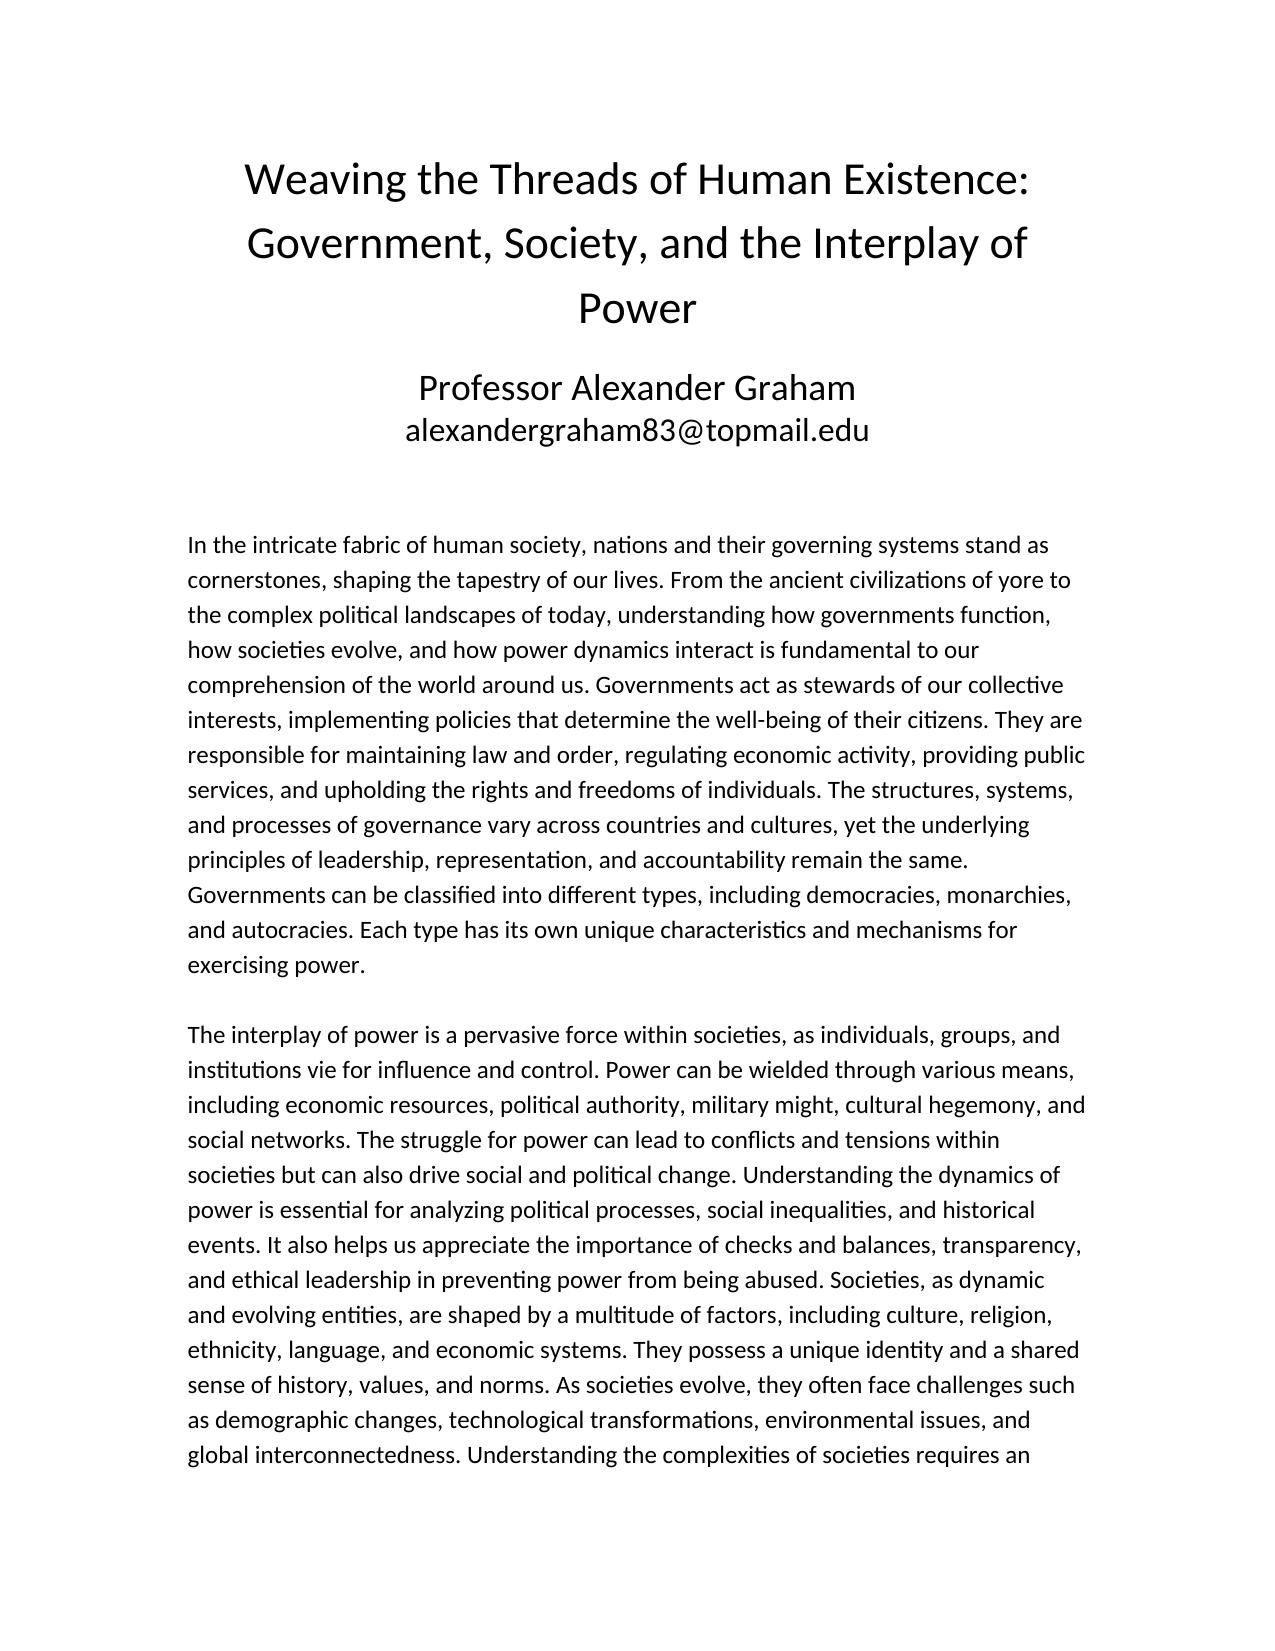 Weaving the Threads of Human Existence:
Government, Society, and the Interplay of
Power
Professor Alexander Graham
alexandergraham83@topmail.edu
In the intricate fabric of human society, nations and their governing systems stand as
cornerstones, shaping the tapestry of our lives. From the ancient civilizations of yore to
the complex political landscapes of today, understanding how governments function,
how societies evolve, and how power dynamics interact is fundamental to our
comprehension of the world around us. Governments act as stewards of our collective
interests, implementing policies that determine the well-being of their citizens. They are
responsible for maintaining law and order, regulating economic activity, providing public
services, and upholding the rights and freedoms of individuals. The structures, systems,
and processes of governance vary across countries and cultures, yet the underlying
principles of leadership, representation, and accountability remain the same.
Governments can be classified into different types, including democracies, monarchies,
and autocracies. Each type has its own unique characteristics and mechanisms for
exercising power.
The interplay of power is a pervasive force within societies, as individuals, groups, and
institutions vie for influence and control. Power can be wielded through various means,
including economic resources, political authority, military might, cultural hegemony, and
social networks. The struggle for power can lead to conflicts and tensions within
societies but can also drive social and political change. Understanding the dynamics of
power is essential for analyzing political processes, social inequalities, and historical
events. It also helps us appreciate the importance of checks and balances, transparency,
and ethical leadership in preventing power from being abused. Societies, as dynamic
and evolving entities, are shaped by a multitude of factors, including culture, religion,
ethnicity, language, and economic systems. They possess a unique identity and a shared
sense of history, values, and norms. As societies evolve, they often face challenges such
as demographic changes, technological transformations, environmental issues, and
global interconnectedness. Understanding the complexities of societies requires an